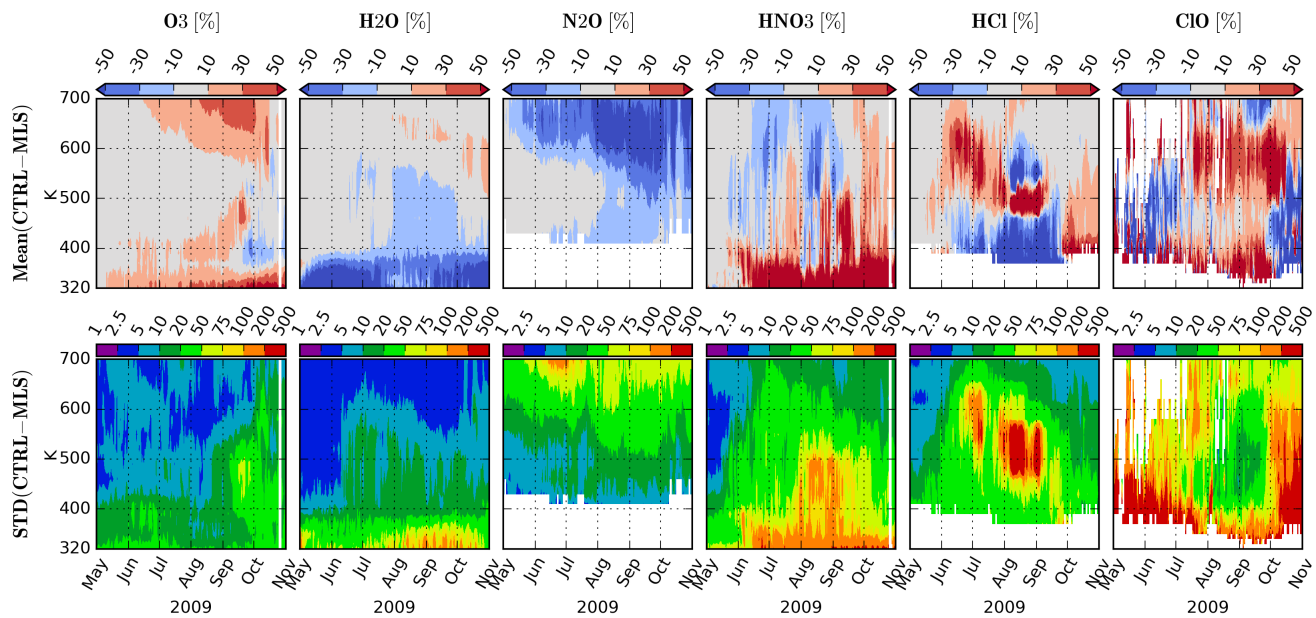 O3 [%] H2O [%] N2O [%] HNO3 [%] HCl [%] ClO [%]
-50 -30 -10 10 30 50 -50 -30 -10 10 30 50 -50 -30 -10 10 30 50 -50 -30 -10 10 30 50 -50 -30 -10 10 30 50 -50 -30 -10 10 30 50
Mean(CTRL−MLS)
K
700
600
500
400
320
1 2.5 5 10 20 50 75 100 200 500 1 2.5 5 10 20 50 75 100 200 500 1 2.5 5 10 20 50 75 100 200 500 1 2.5 5 10 20 50 75 100 200 500 1 2.5 5 10 20 50 75 100 200 500 1 2.5 5 10 20 50 75 100 200 500
STD(CTRL−MLS)
K
700
600
500
400
320
May Jun Jul Aug Sep Oct Nov May Jun Jul Aug Sep Oct Nov May Jun Jul Aug Sep Oct Nov May Jun Jul Aug Sep Oct Nov May Jun Jul Aug Sep Oct Nov May Jun Jul Aug Sep Oct Nov
2009 2009 2009 2009 2009 2009